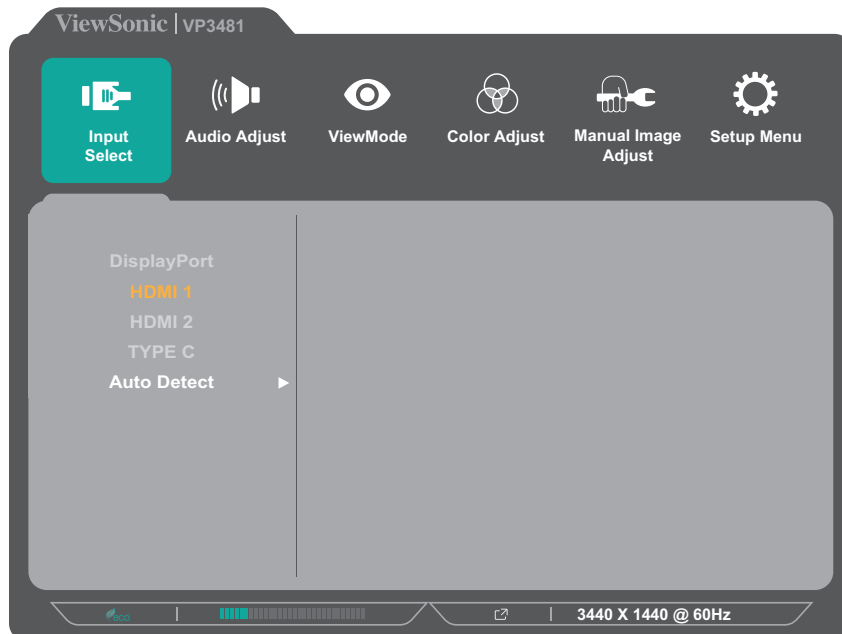 ViewSonic | VP3481
Input
Select
Audio Adjust
ViewMode
Color Adjust
Manual Image
Adjust
Setup Menu
DisplayPort
HDMI 1
HDMI 2
TYPE C
Auto Detect
eco
3440 X 1440 @ 60Hz